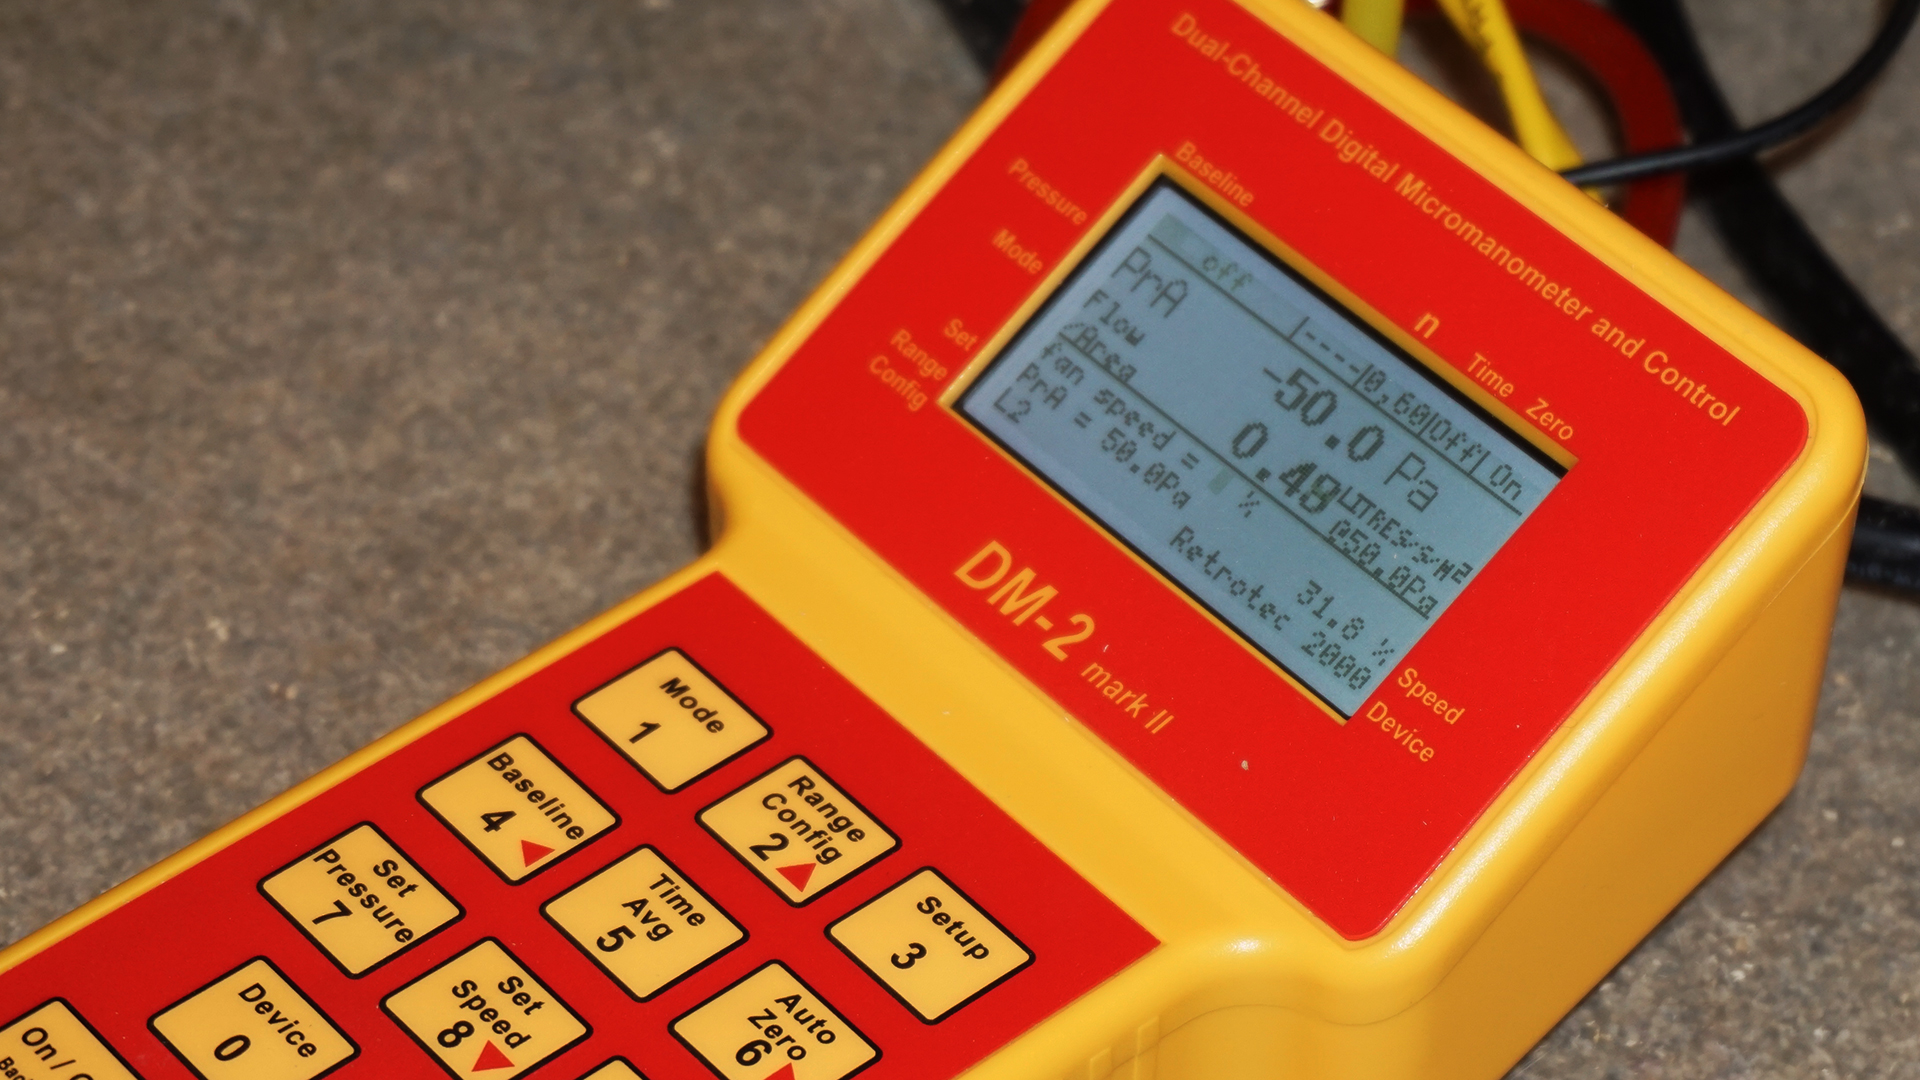 Dual-Channel Digital Micromanometer and Control
Baseline
n
Time
Zero
Pressure
Mode
Set
Range
Config
off |----|0,60|Off|On
PrA -50.0 Pa
Flow LITRES/S/M2
/Area @50.0Pa
fan speed = % 31.8 %
PrA = 50.0Pa Retrotec 2000
L2
Speed
Device
DM-2 mark II
Mode
1
Range
Config
2
Setup
3
Baseline
4
Time
Avg
5
Auto
Zero
6
Set
Pressure
7
Set
Speed
8
Device
0
On /